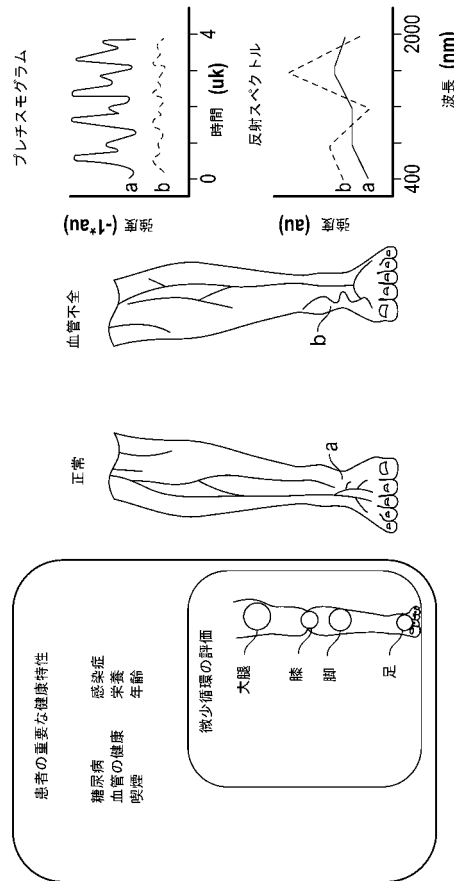 患者の重要な健康特性
糖尿病 感染症
血管の健康 栄養
喫煙 年齢
微少循環の評価
大腿
膝
脚
足
正常
a
血管不全
b
プレチスモグラム
強度 (-1*au)
a
b
0 4
時間 (uk)
反射スペクトル
強度 (au)
b
a
400 2000
波長 (nm)